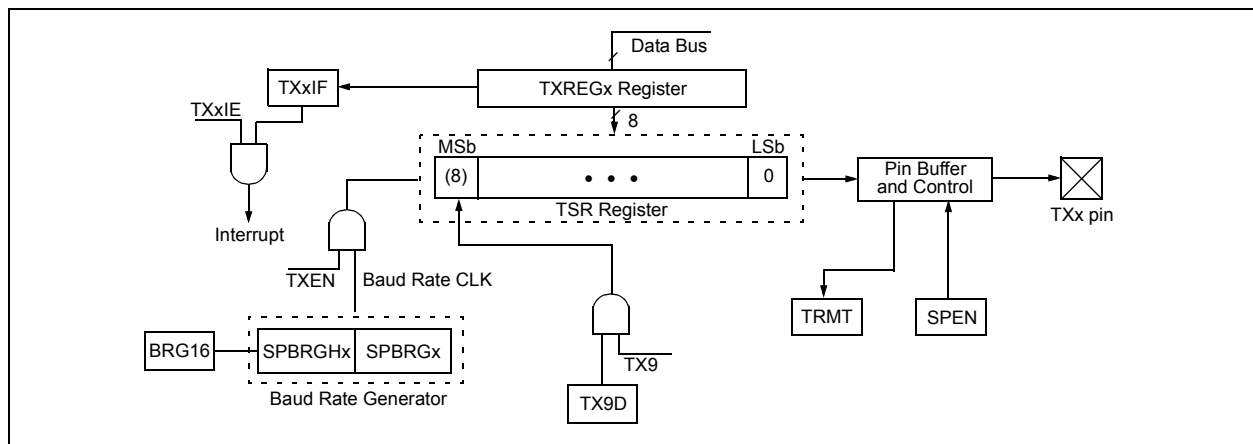 Data Bus
TXxIF
TXREGx Register
TXxIE
8
MSb
LSb
(8)
• • •
0
Pin Buffer
and Control
TSR Register
TXx pin
Interrupt
TXEN
Baud Rate CLK
TRMT
SPEN
BRG16
SPBRGHx
SPBRGx
TX9
Baud Rate Generator
TX9D